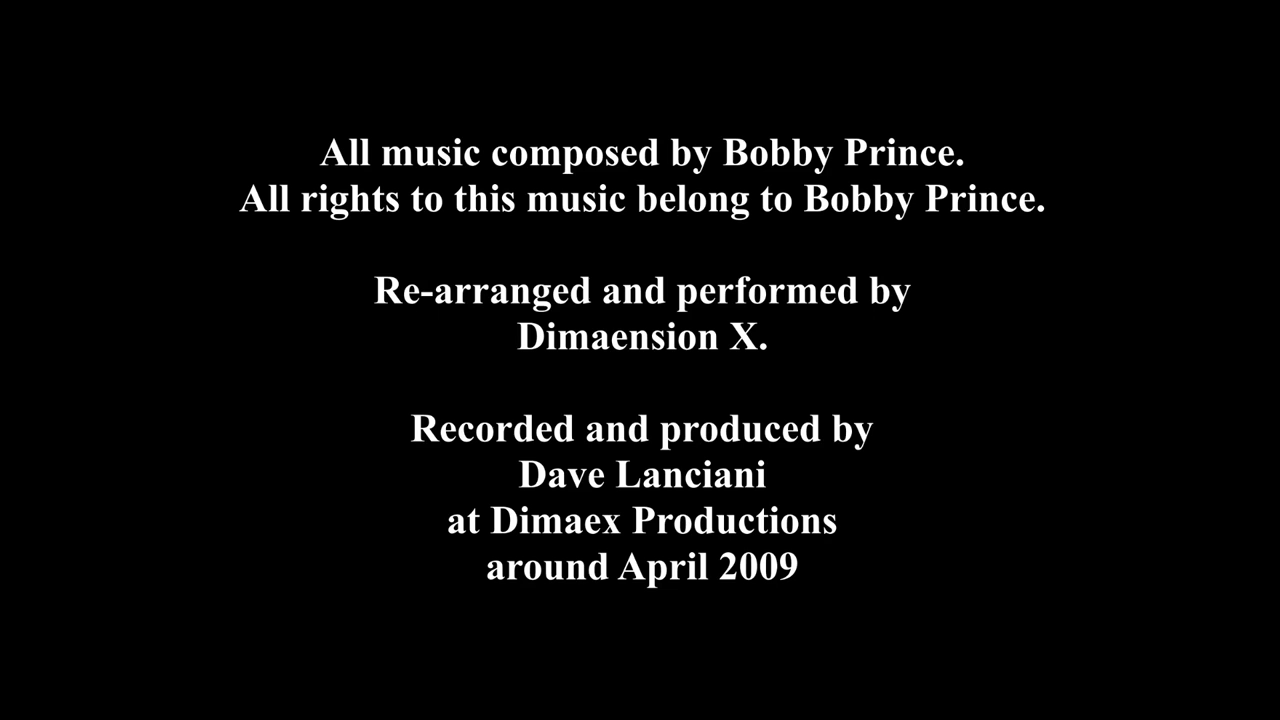 All music composed by Bobby Prince.
All rights to this music belong to Bobby Prince.
Re-arranged and performed by
Dimaension X.
Recorded and produced by
Dave Lanciani
at Dimaex Productions
around April 2009